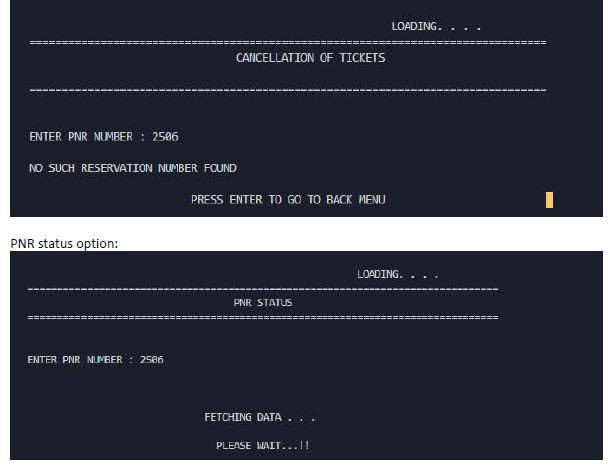 LOADING. . . .
CANCELLATION OF TICKETS
ENTER PNR NUMBER : 2506
NO SUCH RESERVATION NUMBER FOUND
PRESS ENTER TO GO TO BACK MENU
PNR status option:
LOADING. . . .
PNR STATUS
ENTER PNR NUMBER : 2506
FETCHING DATA . . .
PLEASE WAIT...!!